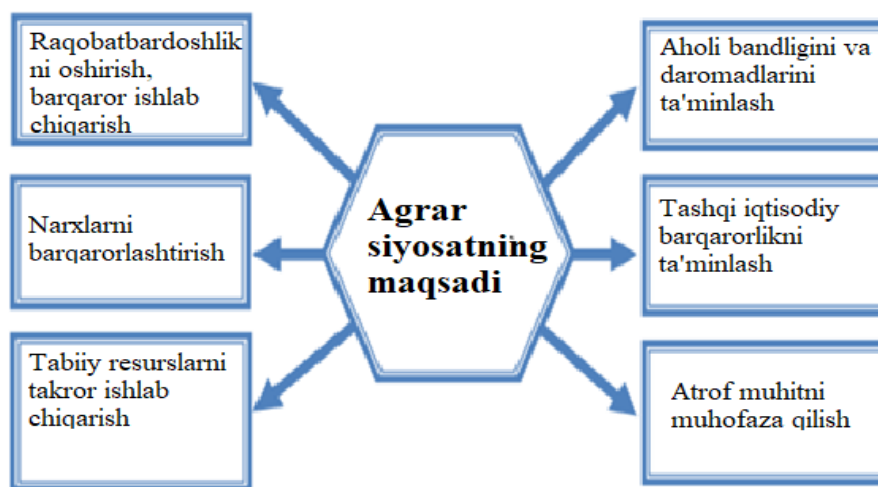 Raqobatbardoshlik
ni oshirish,
barqaror ishlab
chiqarish
Narxlarni
barqarorlashtirish
Tabiiy resurslarni
takror ishlab
chiqarish
Agrar
siyosatning
maqsadi
Aholi bandligini va
daromadlarini
ta'minlash
Tashqi iqtisodiy
barqarorlikni
ta'minlash
Atrof muhitni
muhofaza qilish